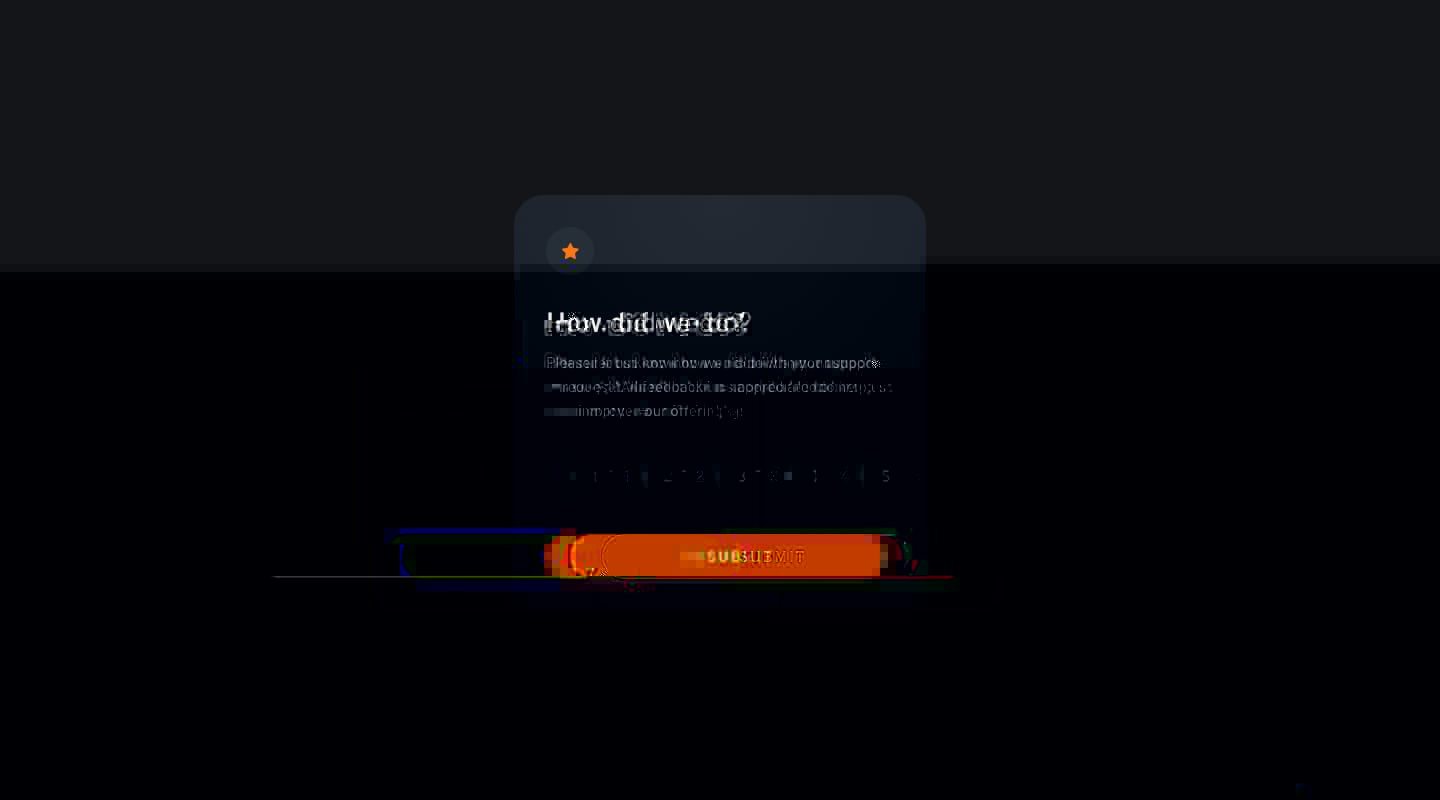 How did we do?
Please let us know how we did with your support
request. All feedback is appreciated to help us
improve our offering!
1 2 3 4 5
SUBMIT